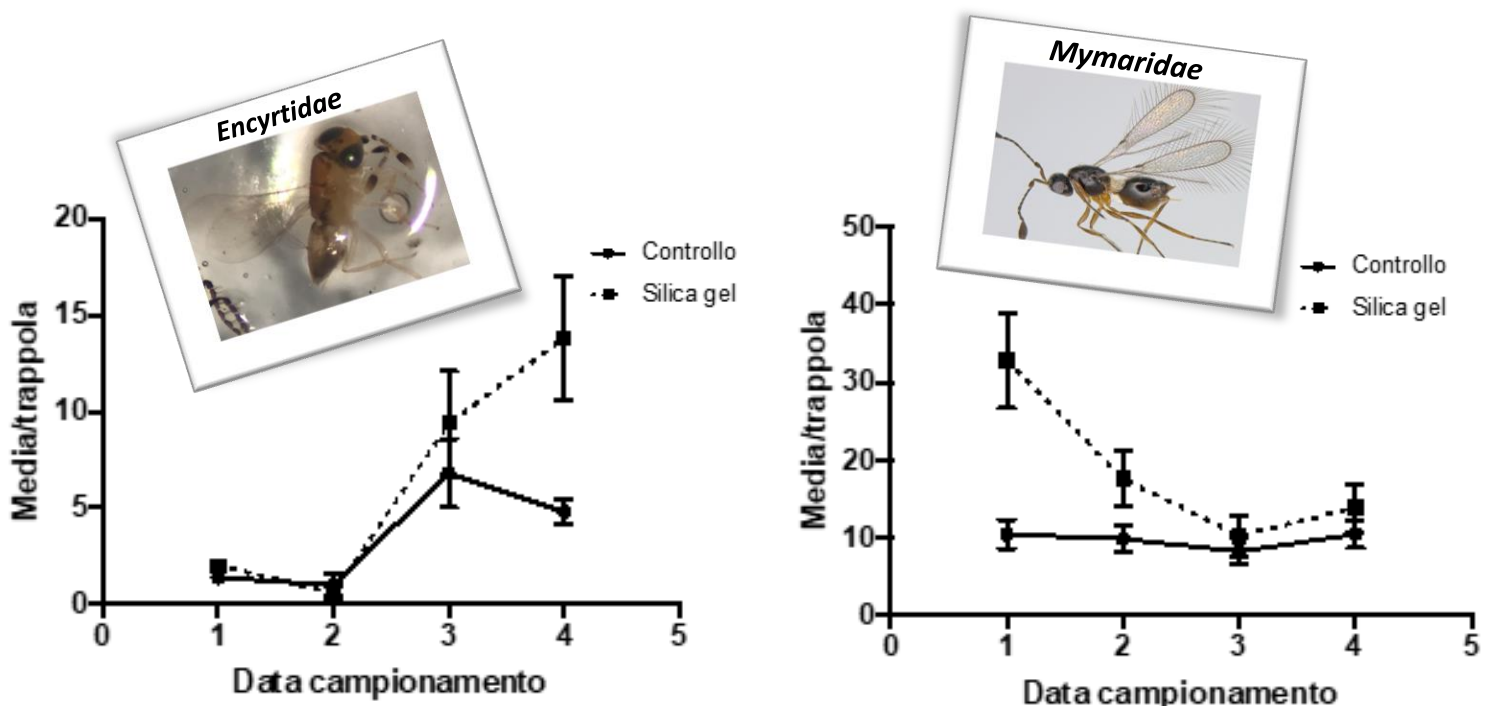 Encyrtidae
20
15
10
5
0
Media/trappola
0 1 2 3 4 5
Data campionamento
Controllo
Silica gel
Mymaridae
50
40
30
20
10
0
Media/trappola
0 1 2 3 4 5
Data campionamento
Controllo
Silica gel